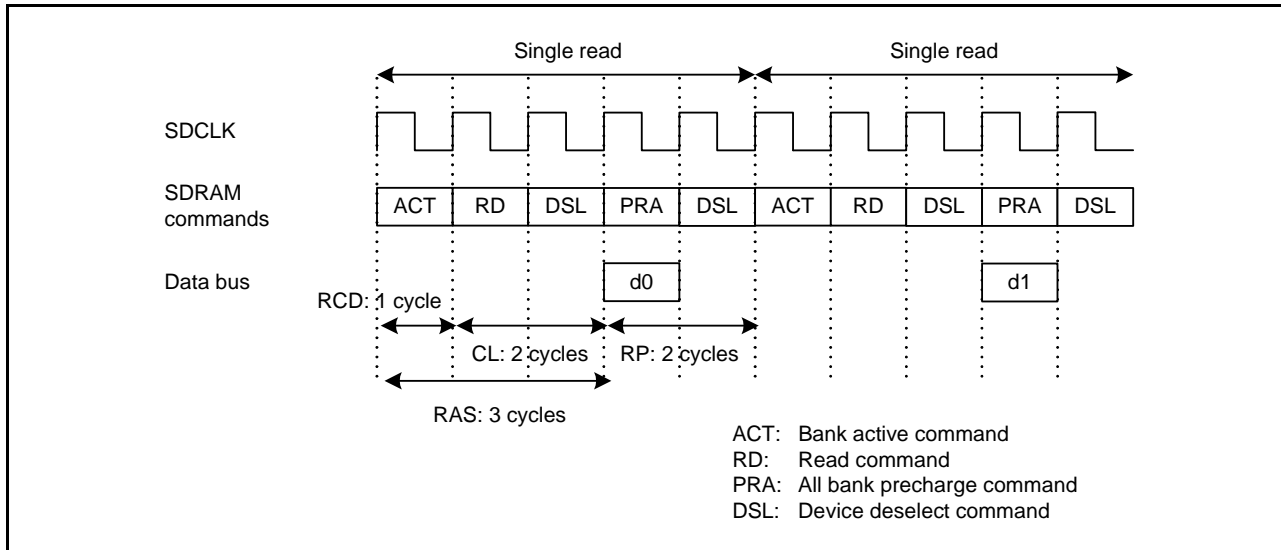 Single read Single read
SDCLK
SDRAM
commands
ACT RD DSL PRA DSL ACT RD DSL PRA DSL
Data bus d0 d1
RCD: 1 cycle
CL: 2 cycles RP: 2 cycles
RAS: 3 cycles
ACT: Bank active command
RD: Read command
PRA: All bank precharge command
DSL: Device deselect command